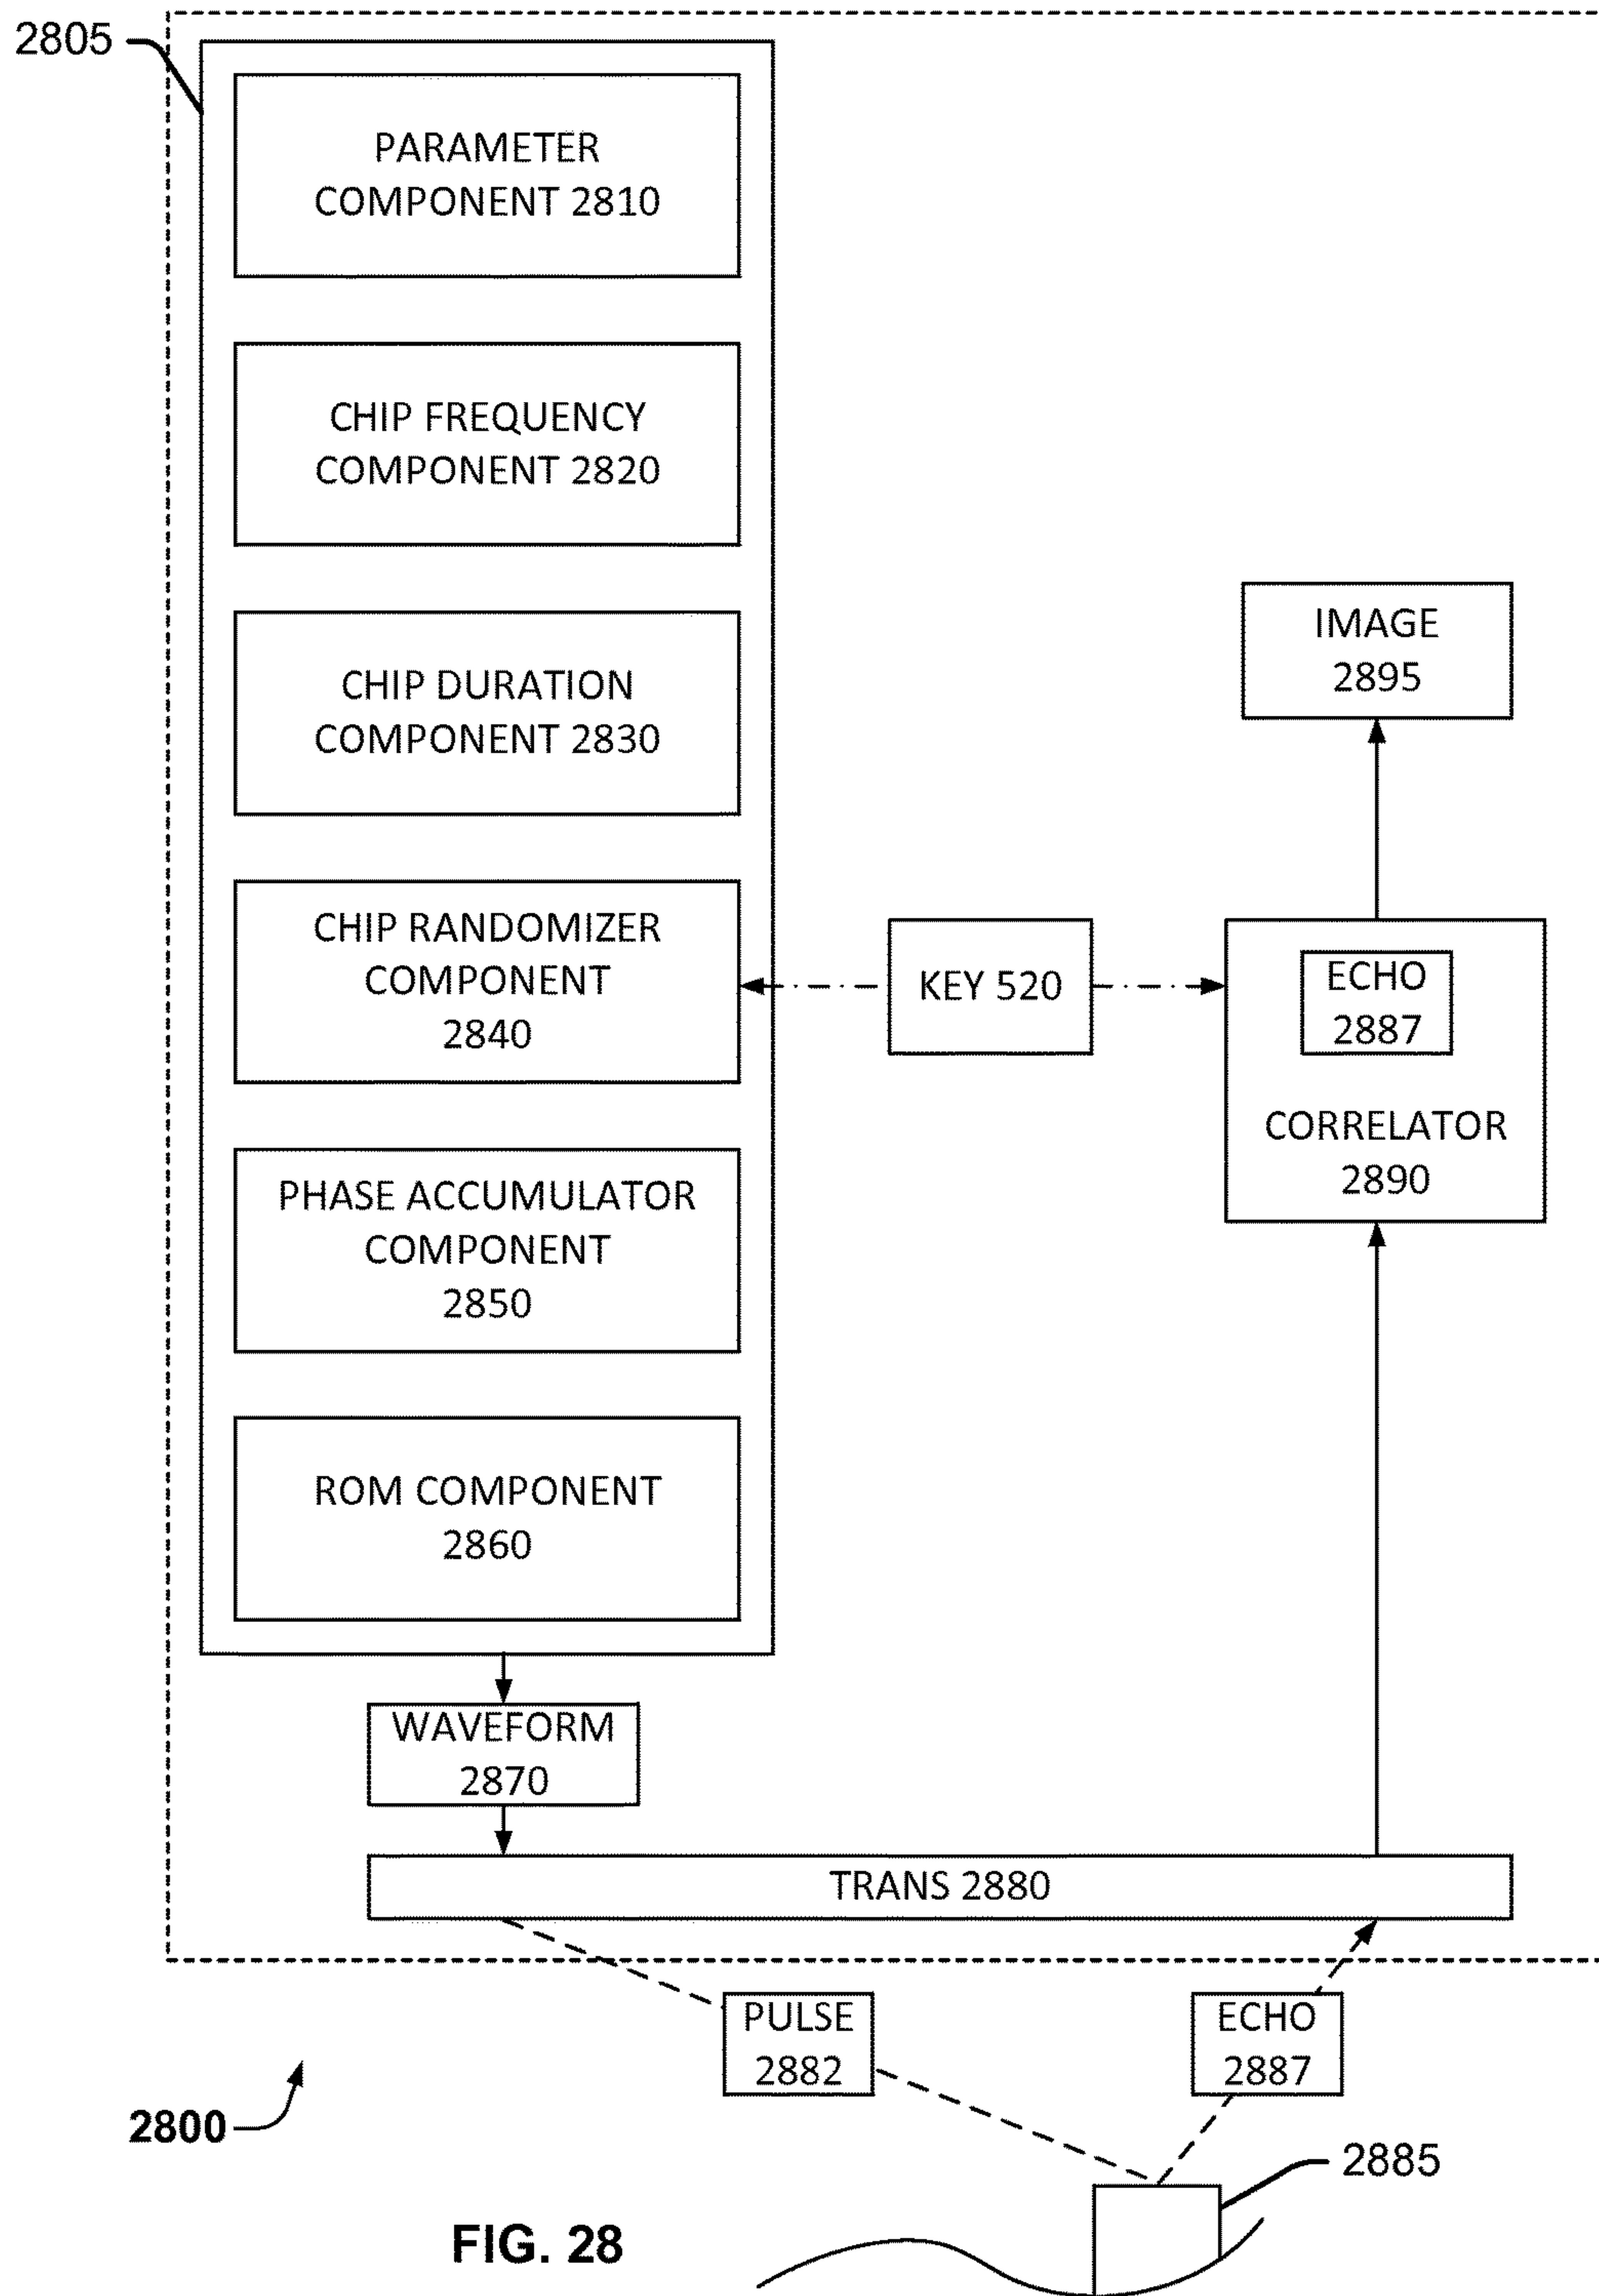 2805
PARAMETER
COMPONENT 2810
CHIP FREQUENCY
COMPONENT 2820
CHIP DURATION
COMPONENT 2830
CHIP RANDOMIZER
COMPONENT
2840
PHASE ACCUMULATOR
COMPONENT
2850
ROM COMPONENT
2860
KEY 520
IMAGE
2895
ECHO
2887
CORRELATOR
2890
WAVEFORM
2870
TRANS 2880
PULSE
2882
ECHO
2887
2800
2885
FIG. 28